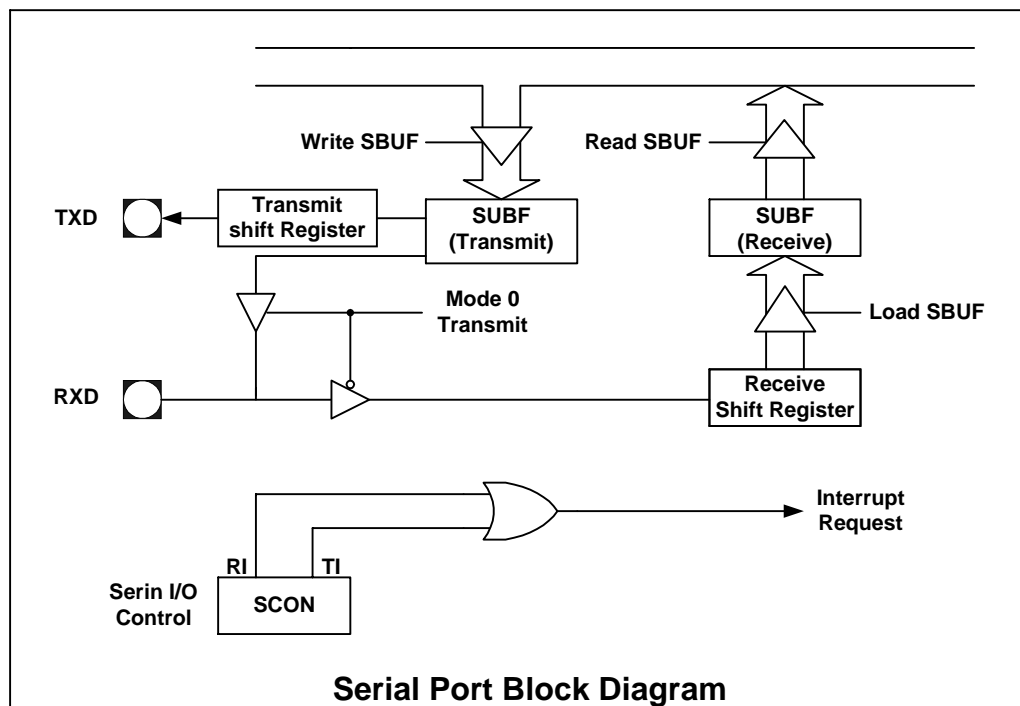 Write SBUF
Read SBUF
TXD
Transmit
shift Register
SUBF
(Transmit)
SUBF
(Receive)
Mode 0
Transmit
Load SBUF
RXD
Receive
Shift Register
Interrupt
Request
RI
TI
Serin I/O
Control
SCON
Serial Port Block Diagram